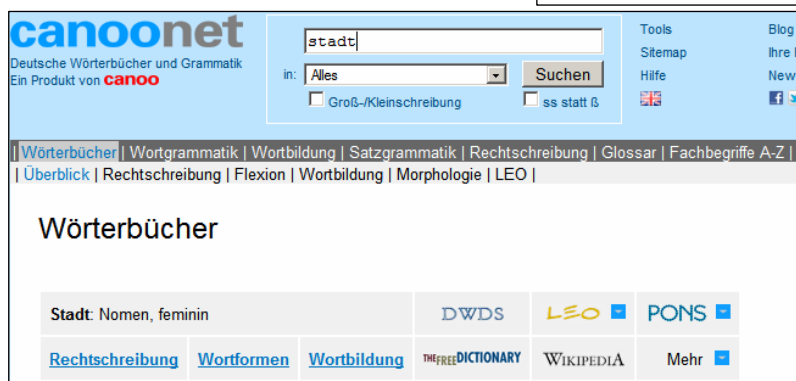 canoonet
Deutsche Wörterbücher und Grammatik
Ein Produkt von canoo
stadt
in: Alles Suchen
Groß-/Kleinschreibung ss statt ß
Tools Blog
Sitemap Ihre
Hilfe New
| Wörterbücher | Wortgrammatik | Wortbildung | Satzgrammatik | Rechtschreibung | Glossar | Fachbegriffe A-Z |
| Überblick | Rechtschreibung | Flexion | Wortbildung | Morphologie | LEO |
Wörterbücher
Stadt: Nomen, feminin DWDS LEO PONS
Rechtschreibung Wortformen Wortbildung THEFREEDICTIONARY WIKIPEDIA Mehr